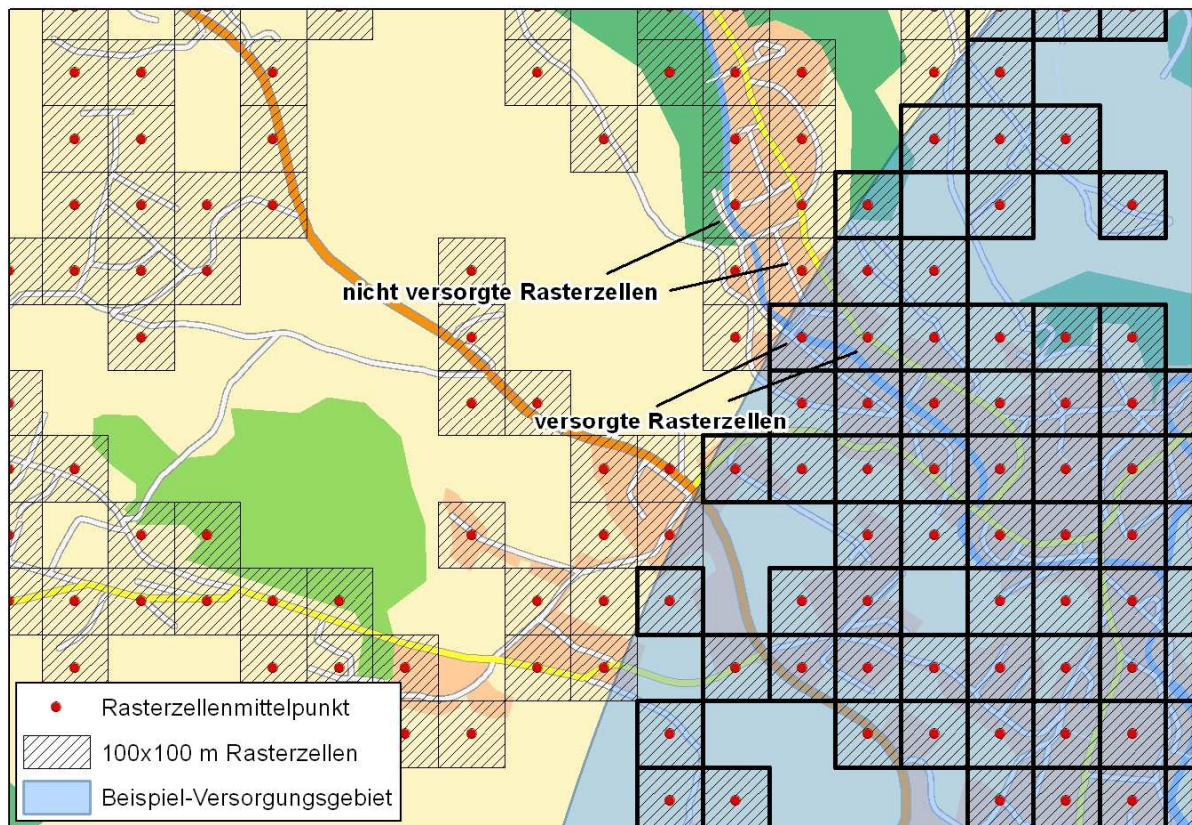 nicht versorgte Rasterzellen
versorgte Rasterzellen
Rasterzellenmittelpunkt
100x100 m Rasterzellen
Beispiel-Versorgungsgebiet